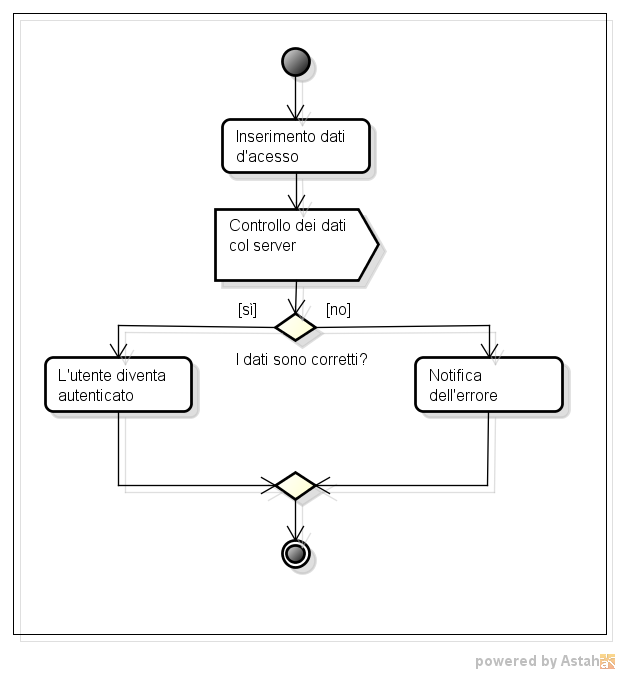 Inserimento dati
d'acesso
Controllo dei dati
col server
[sì]
[no]
I dati sono corretti?
L'utente diventa
autenticato
Notifica
dell'errore
powered by Astah